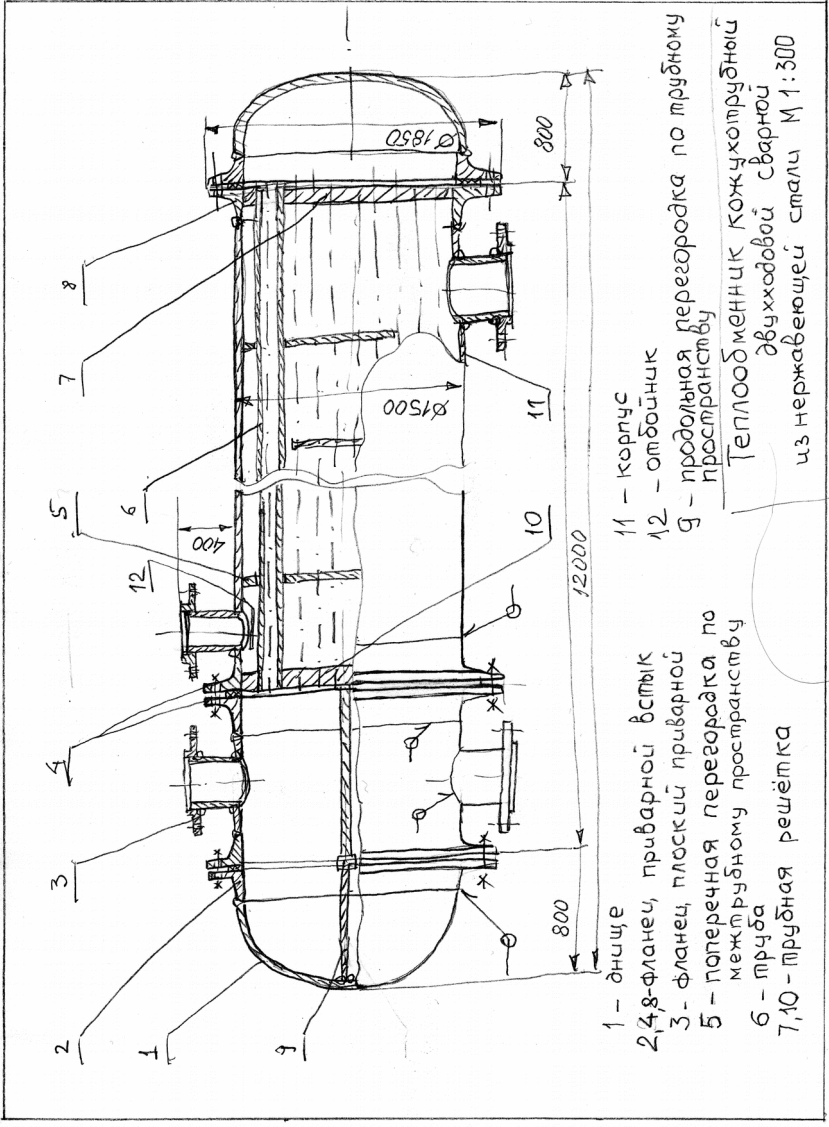 2
1
9
3
4
12
5
6
7
8
10
11
400
Ø1500
Ø1850
800
12000
800
1 – днище
2,4,8-фланец приварной встык
3 – фланец плоский приварной
5 – поперечная перегородка по
межтрубному пространству
6 – труба
7,10 – трубная решётка
11 – корпус
12 – отбойник
9 – продольная перегородка по трубному
пространству
Теплообменник кожухотрубный
двухходовой сварной
из нержавеющей стали М 1:300